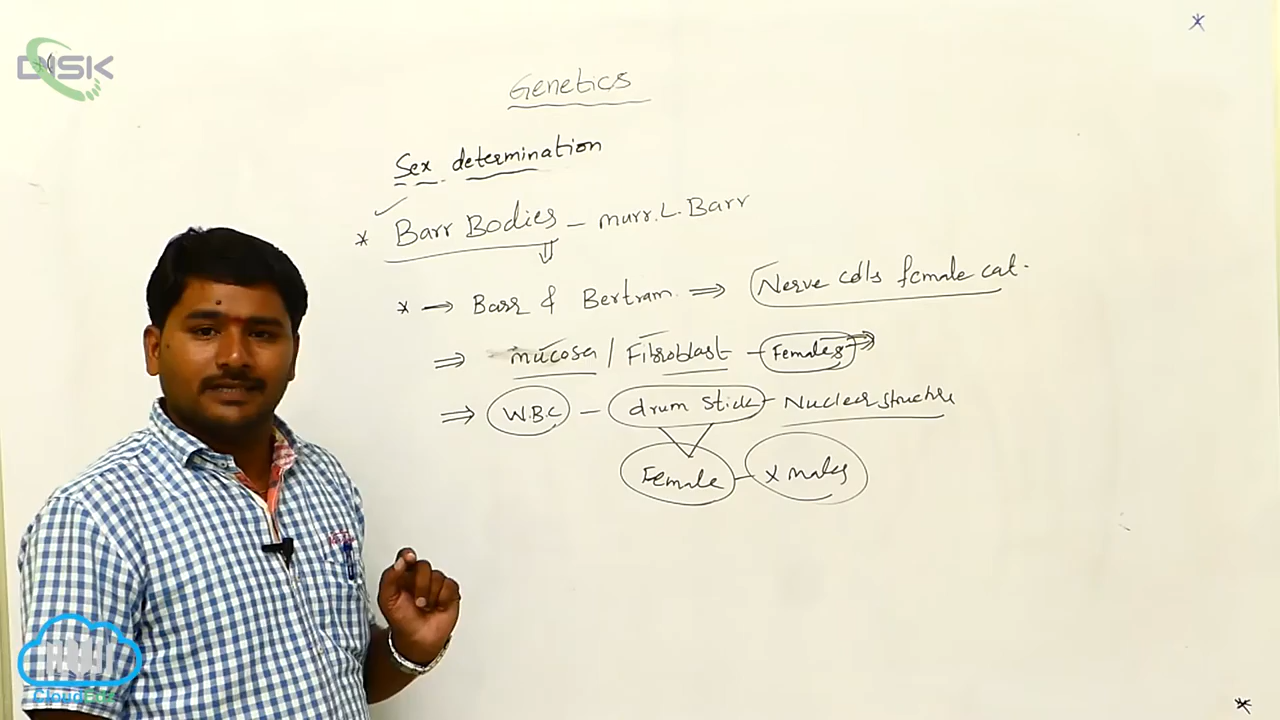 DISK
Genetics
Sex determination
* Barr Bodies - murr. L. Barr
* → Barr & Bertram ⇒ Nerve cells female cat.
⇒ mucosa / Fibroblast - Females ⇒
⇒ W.B.C - drum stick - Nuclear structure
Female - x males